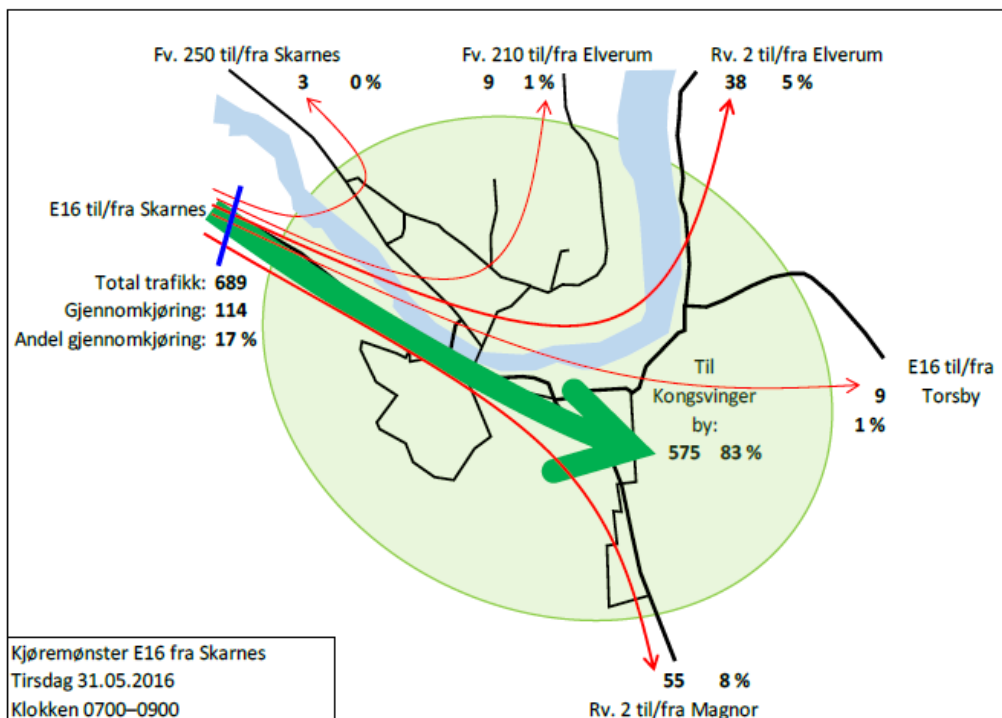 Fv. 250 til/fra Skarnes
3 0 %
Fv. 210 til/fra Elverum
9 1 %
Rv. 2 til/fra Elverum
38 5 %
E16 til/fra Skarnes
Total trafikk: 689
Gjennomkjøring: 114
Andel gjennomkjøring: 17 %
Til
Kongsvinger
by:
575 83 %
E16 til/fra
Torsby
9
1 %
55 8 %
Rv. 2 til/fra Magnor
Kjøremønster E16 fra Skarnes
Tirsdag 31.05.2016
Klokken 0700–0900